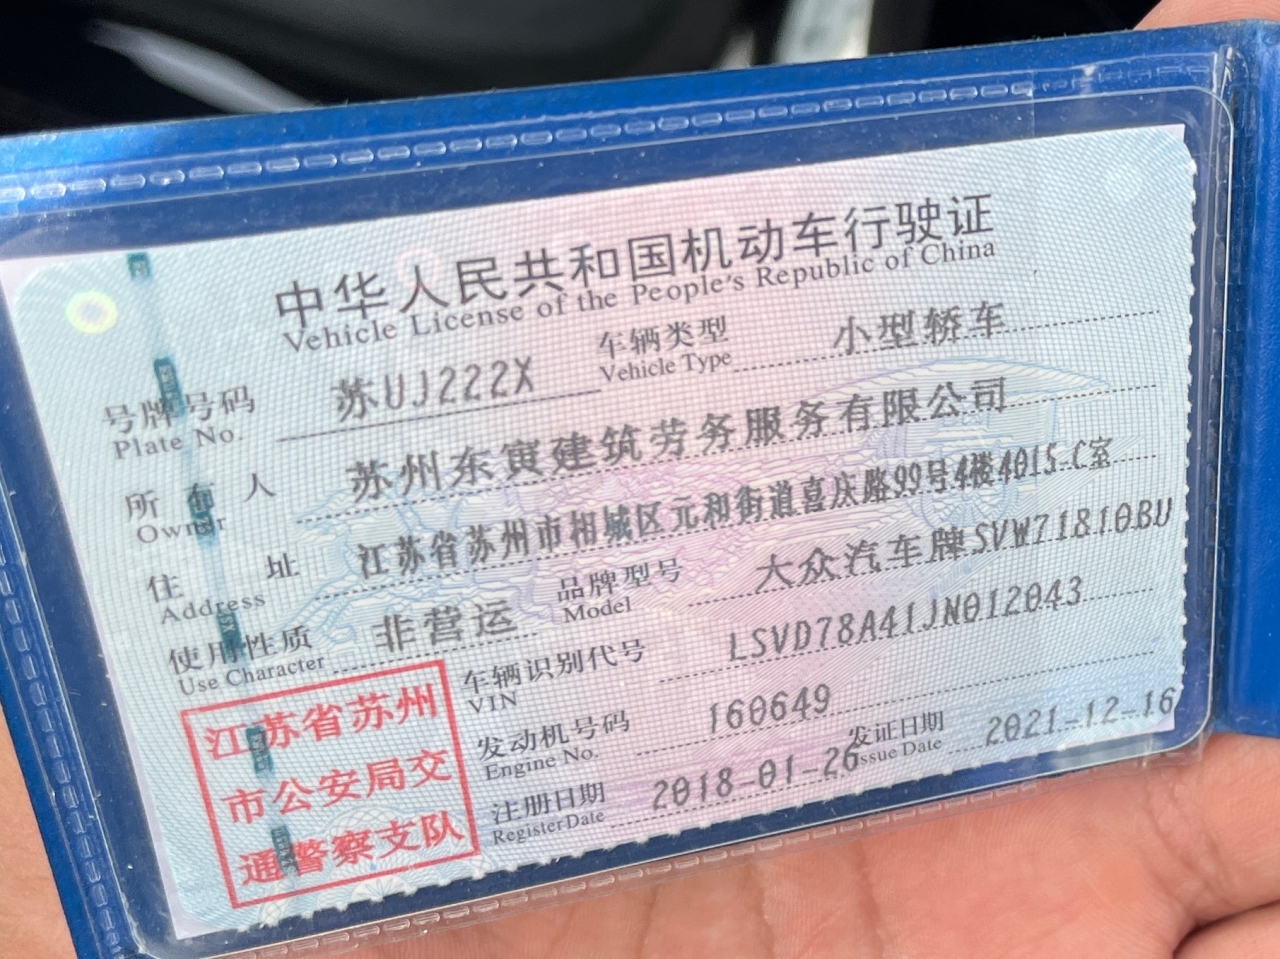 中华人民共和国机动车行驶证
Vehicle License of the People's Republic of China
号牌号码 苏UJ222X 车辆类型 小型轿车
Plate No. Vehicle Type
所有人 苏州东寅建筑劳务服务有限公司
Owner
住址 江苏省苏州市相城区元和街道喜庆路99号4楼4015-C室
Address
使用性质 非营运 品牌型号 大众汽车牌SVW71810BU
Use Character Model
车辆识别代号 LSVD78A41JN012043
VIN
发动机号码 160649 发证日期 2021-12-16
Engine No. Issue Date
注册日期 2018-01-26
Register Date
江苏省苏州
市公安局交
通警察支队